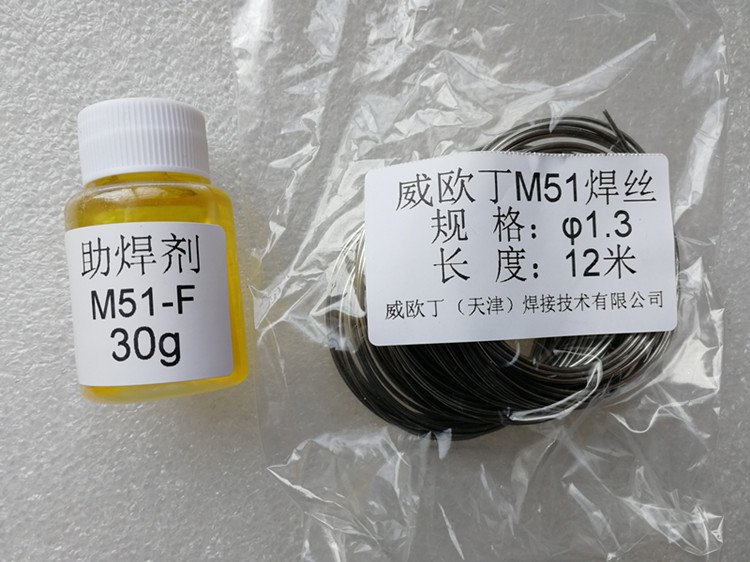 助焊剂
M51-F
30g
威欧丁M51焊丝
规 格：φ1.3
长 度：12米
威欧丁（天津）焊接技术有限公司